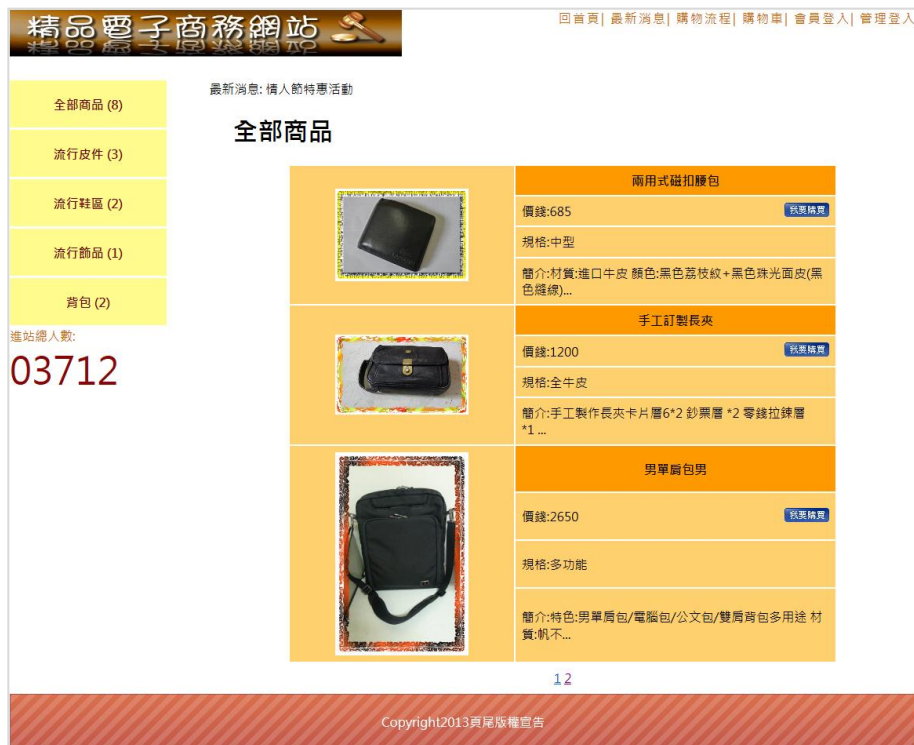 精品電子商務網站
回首頁| 最新消息| 購物流程| 購物車| 會員登入| 管理登入
最新消息: 情人節特惠活動
全部商品 (8)
流行皮件 (3)
流行鞋區 (2)
流行飾品 (1)
背包 (2)
進站總人數:
03712
全部商品
兩用式磁扣腰包
價錢:685
我要購買
規格:中型
簡介:材質:進口牛皮 顏色:黑色荔枝紋+黑色珠光面皮(黑
色縫線)...
手工訂製長夾
價錢:1200
我要購買
規格:全牛皮
簡介:手工製作長夾卡片層6*2 鈔票層 *2 零錢拉鍊層
*1 ...
男單肩包男
價錢:2650
我要購買
規格:多功能
簡介:特色:男單肩包/電腦包/公文包/雙肩背包多用途 材
質:帆不...
1 2
Copyright2013頁尾版權宣告